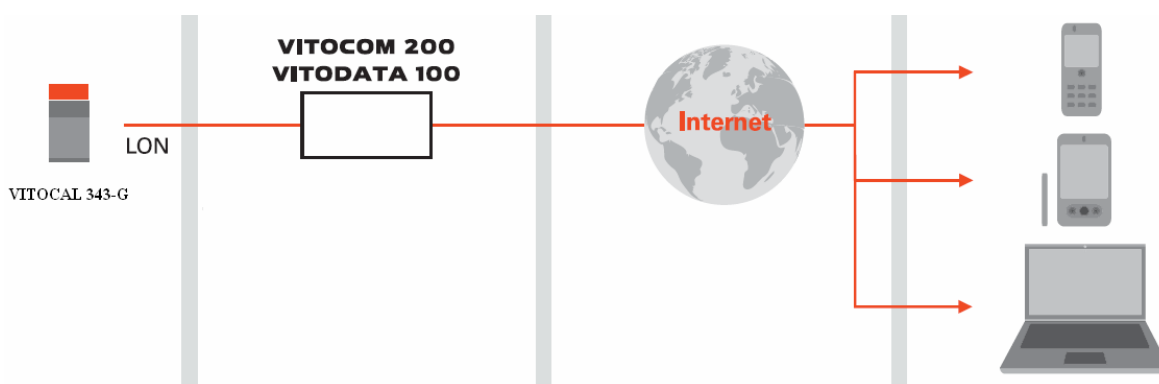 VITOCOM 200
VITODATA 100
LON
Internet
VITOCAL 343-G